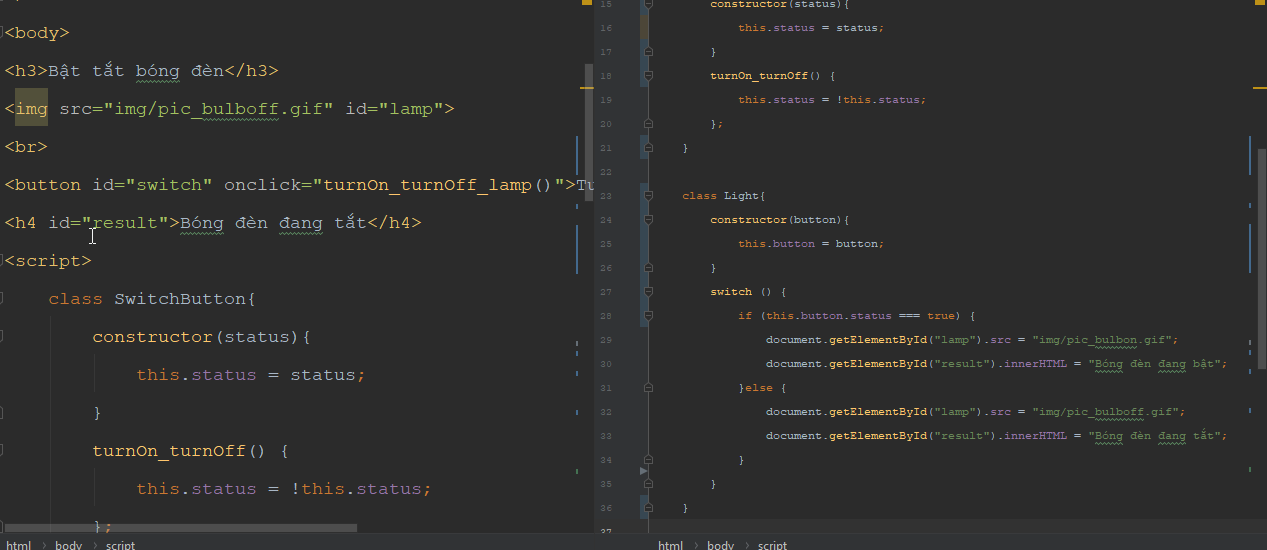 <body>
<h3>Bật tắt bóng đèn</h3>
<img src="img/pic_bulboff.gif" id="lamp">
<br>
<button id="switch" onclick="turnOn_turnOff_lamp()">Tu
<h4 id="result">Bóng đèn đang tắt</h4>
<script>
class SwitchButton{
constructor(status){
this.status = status;
}
turnOn_turnOff() {
this.status = !this.status;
};
html > body > script
15 constructor(status){
16 this.status = status;
17 }
18 turnOn_turnOff() {
19 this.status = !this.status;
20 };
21 }
22
23 class Light{
24 constructor(button){
25 this.button = button;
26 }
27 switch () {
28 if (this.button.status === true) {
29 document.getElementById("lamp").src = "img/pic_bulbon.gif";
30 document.getElementById("result").innerHTML = "Bóng đèn đang bật";
31 }else {
32 document.getElementById("lamp").src = "img/pic_bulboff.gif";
33 document.getElementById("result").innerHTML = "Bóng đèn đang tắt";
34 }
35 }
36 }
37
html > body > script